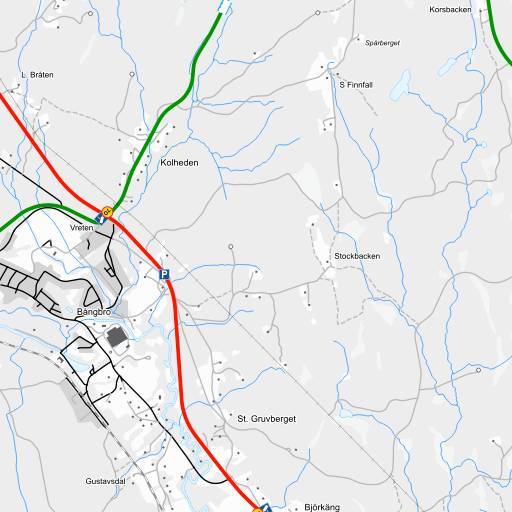 Korsbacken
Spårberget
L. Bråten
S Finnfall
Kolheden
Vreten
Stockbacken
P
Bångbro
St. Gruvberget
Gustavsdal
Björkäng